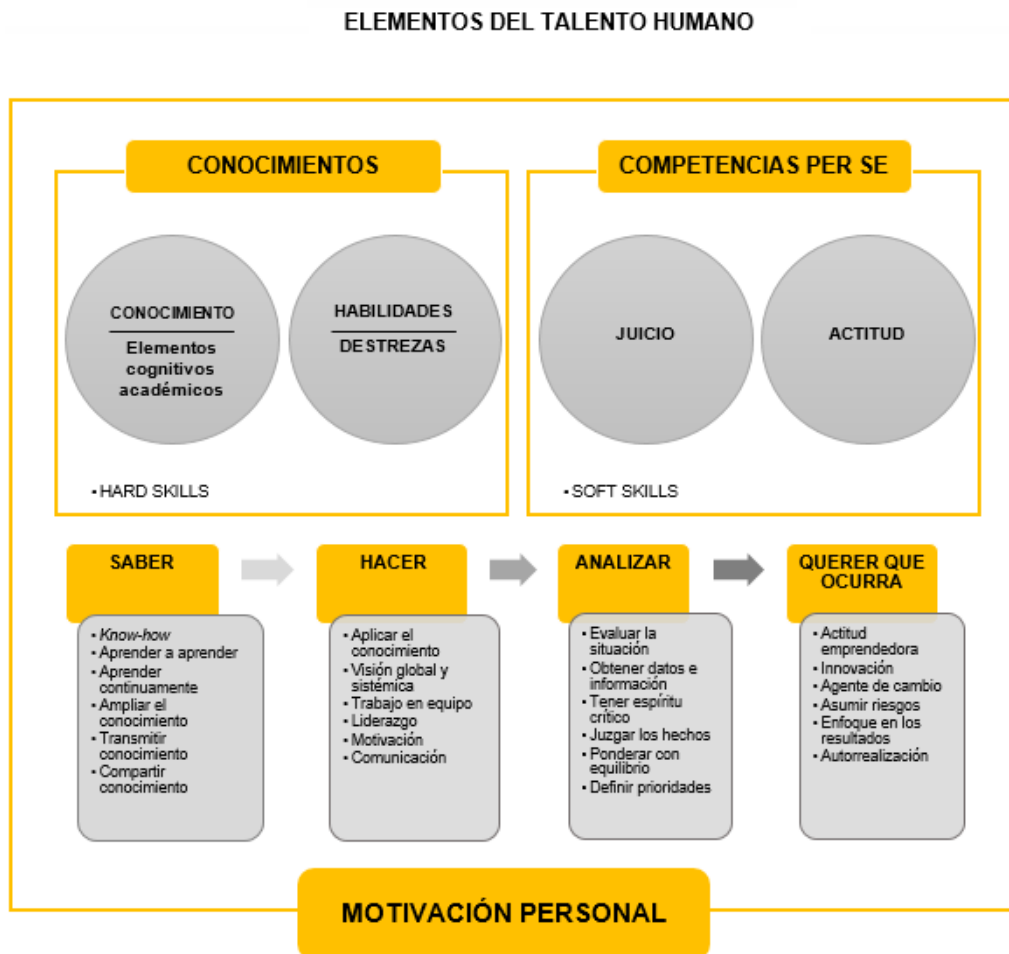 ELEMENTOS DEL TALENTO HUMANO
CONOCIMIENTOS
CONOCIMIENTO
Elementos
cognitivos
académicos
HABILIDADES
DESTREZAS
▪ HARD SKILLS
COMPETENCIAS PER SE
JUICIO
ACTITUD
▪ SOFT SKILLS
SABER
▪ Know-how
▪ Aprender a aprender
▪ Aprender
continuamente
▪ Ampliar el
conocimiento
▪ Transmitir
conocimiento
▪ Compartir
conocimiento
HACER
▪ Aplicar el
conocimiento
▪ Visión global y
sistémica
▪ Trabajo en equipo
▪ Liderazgo
▪ Motivación
▪ Comunicación
ANALIZAR
▪ Evaluar la
situación
▪ Obtener datos e
información
▪ Tener espíritu
crítico
▪ Juzgar los hechos
▪ Ponderar con
equilibrio
▪ Definir prioridades
QUERER QUE
OCURRA
▪ Actitud
emprendedora
▪ Innovación
▪ Agente de cambio
▪ Asumir riesgos
▪ Enfoque en los
resultados
▪ Autorrealización
MOTIVACIÓN PERSONAL